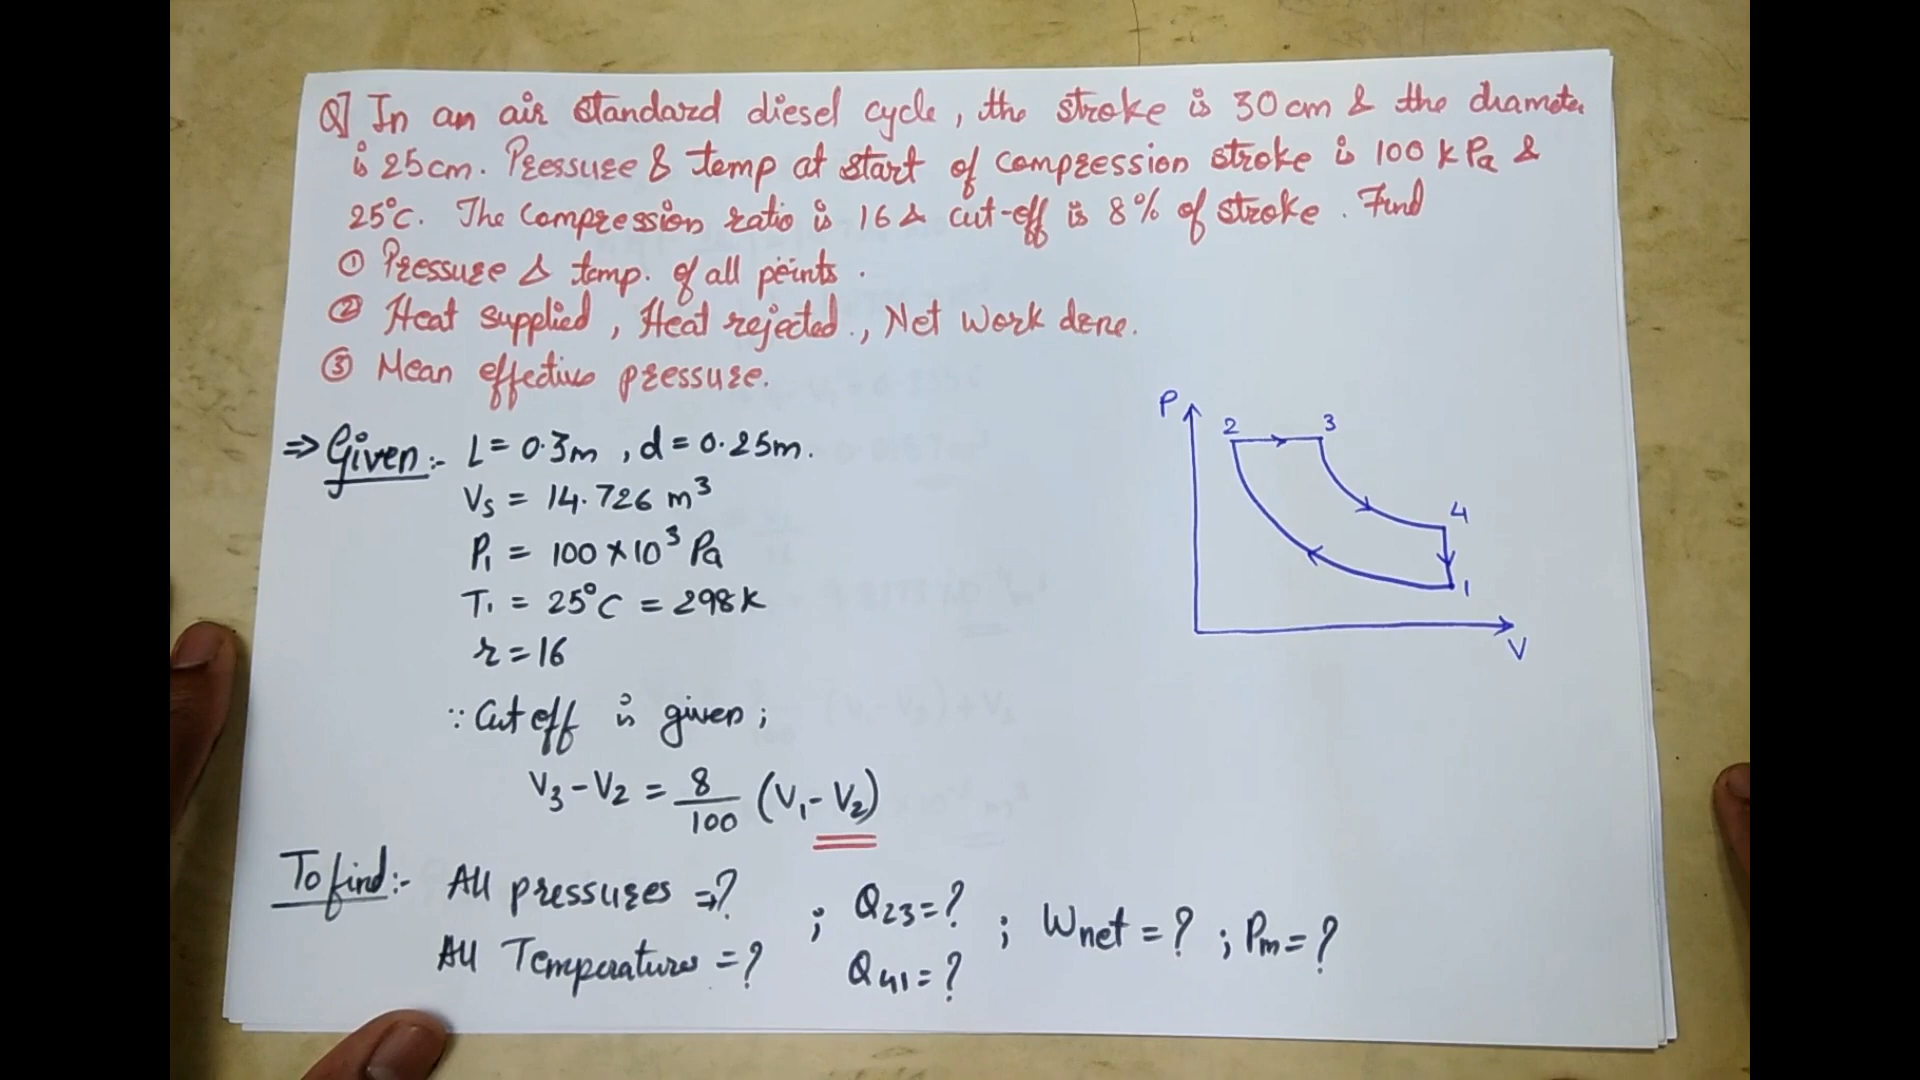 Q] In an air standard diesel cycle, the stroke is 30cm & the diameter
is 25cm. Pressure & temp at start of compression stroke is 100 kPa &
25°C. The Compression ratio is 16 & cut-off is 8% of stroke. Find
① Pressure & temp. of all points.
② Heat supplied, Heat rejected., Net work done.
③ Mean effective pressure.
⇒ Given:- L = 0.3m, d = 0.25m.
Vs = 14.726 m³
P₁ = 100 × 10³ Pa
T₁ = 25°C = 298K
r = 16
∵ Cut off is given;
V₃-V₂ = 8/100 (V₁-V₂)
To find:- All pressures ⇒?
All Temperatures = ?
; Q₂₃ = ?
Q₄₁ = ?
; Wnet = ? ; Pm = ?
P
2
3
4
1
V